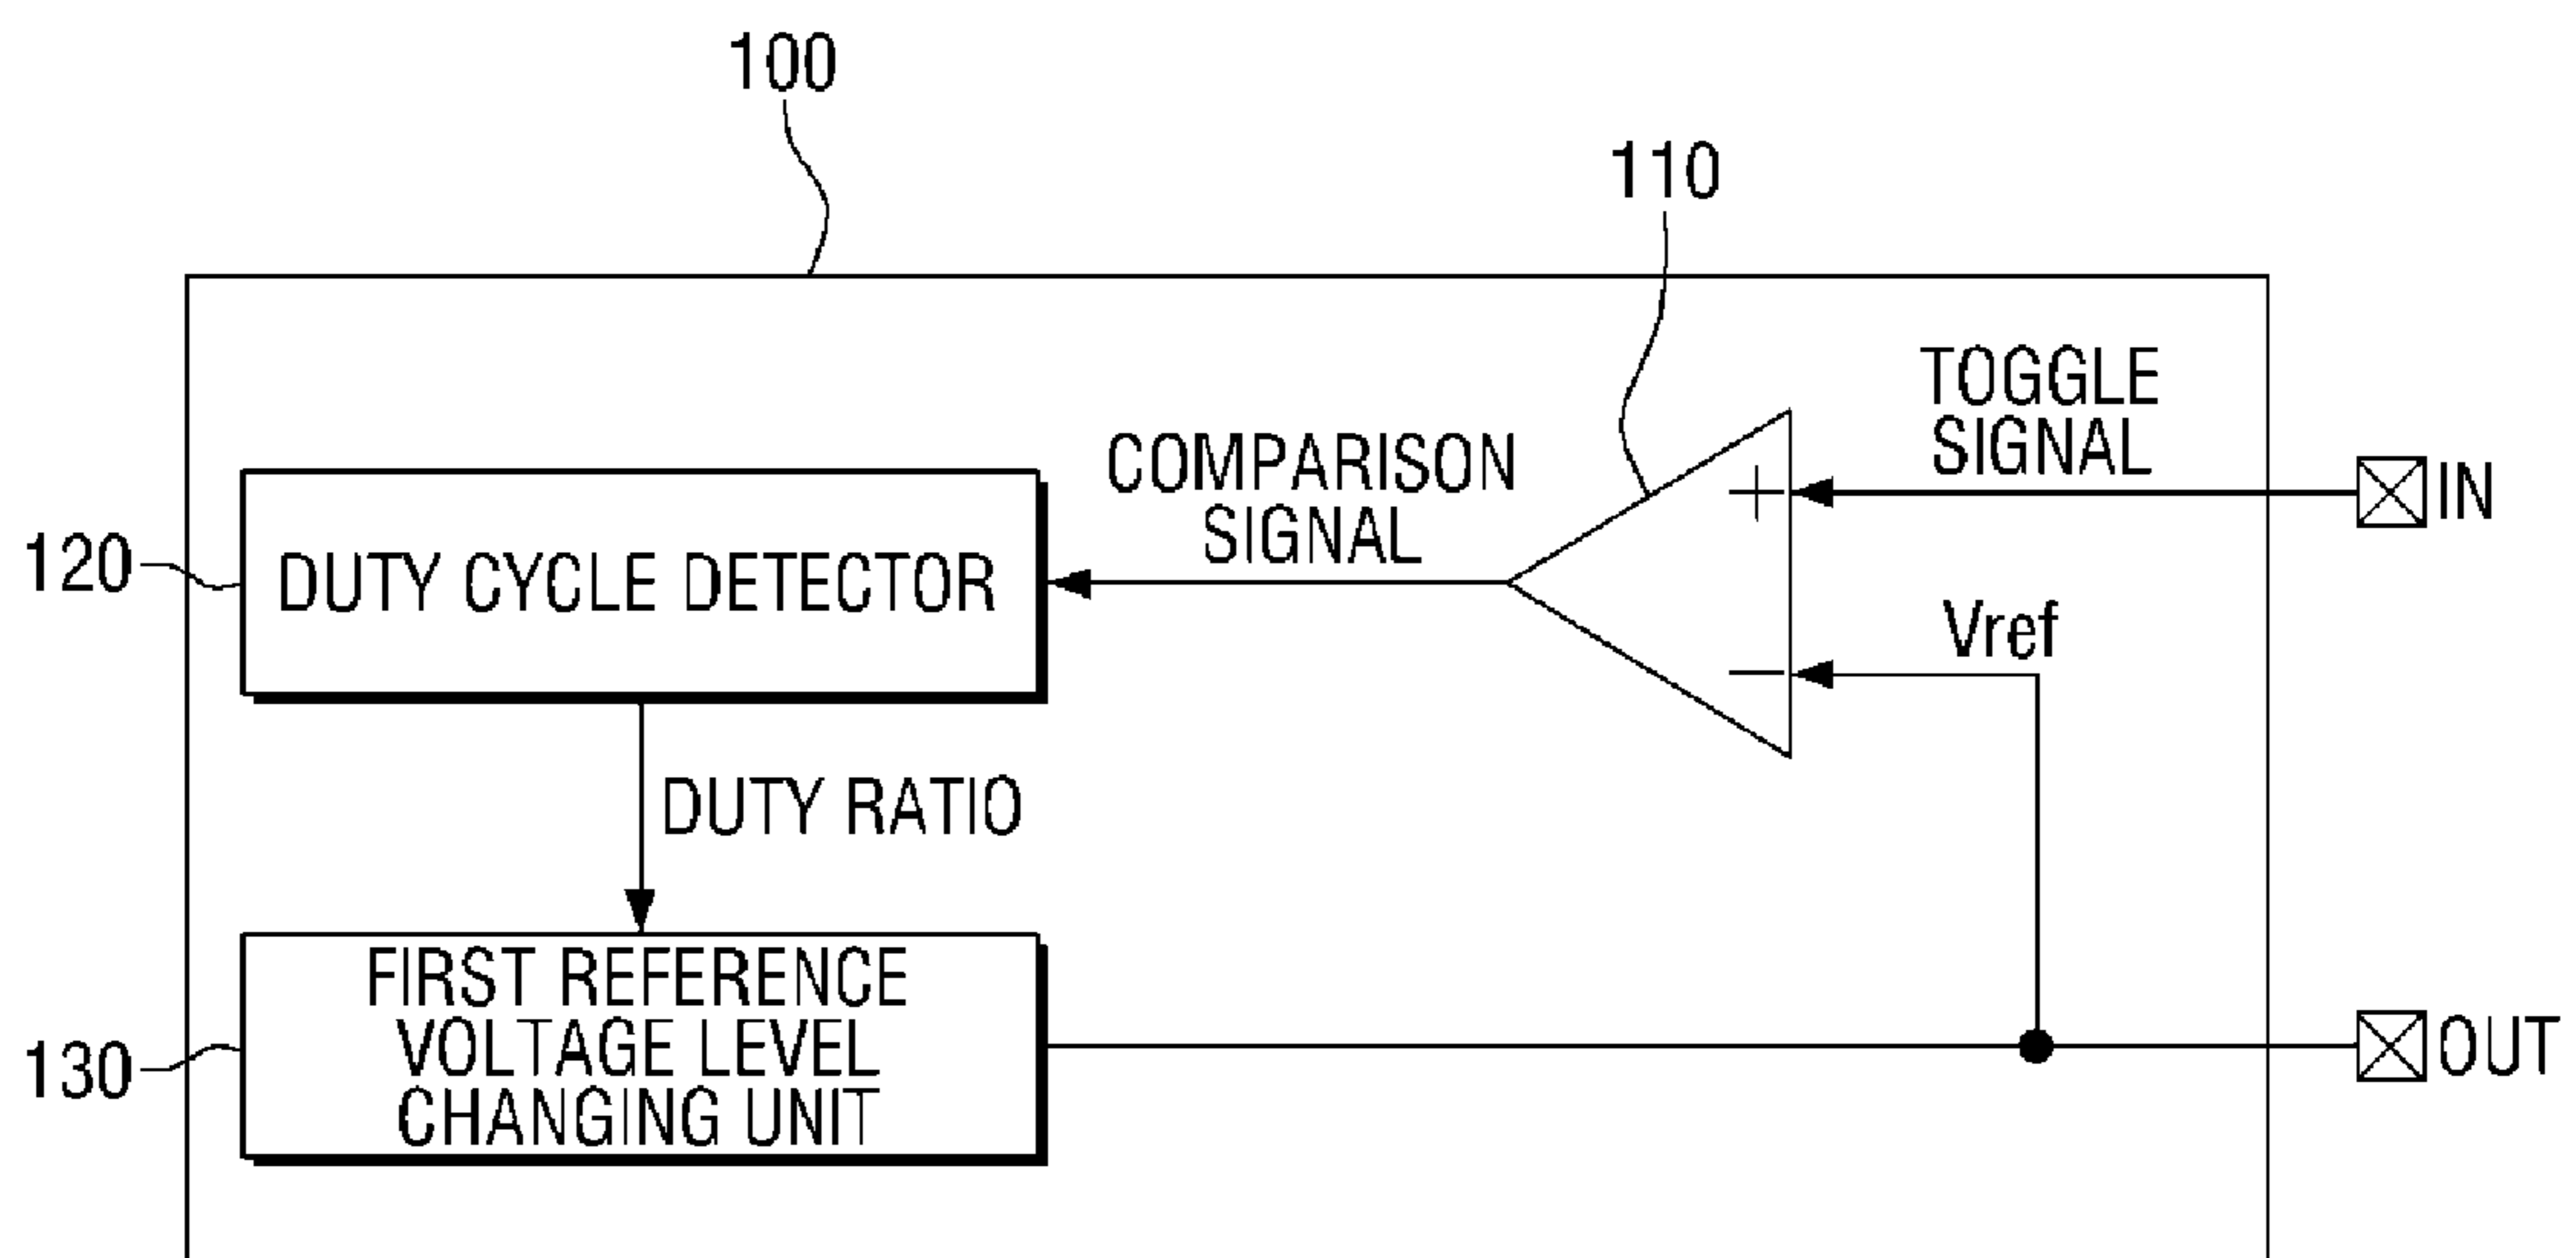 100
110
TOGGLE
SIGNAL
COMPARISON
SIGNAL
+
IN
120
DUTY CYCLE DETECTOR
Vref
−
DUTY RATIO
130
FIRST REFERENCE
VOLTAGE LEVEL
CHANGING UNIT
OUT